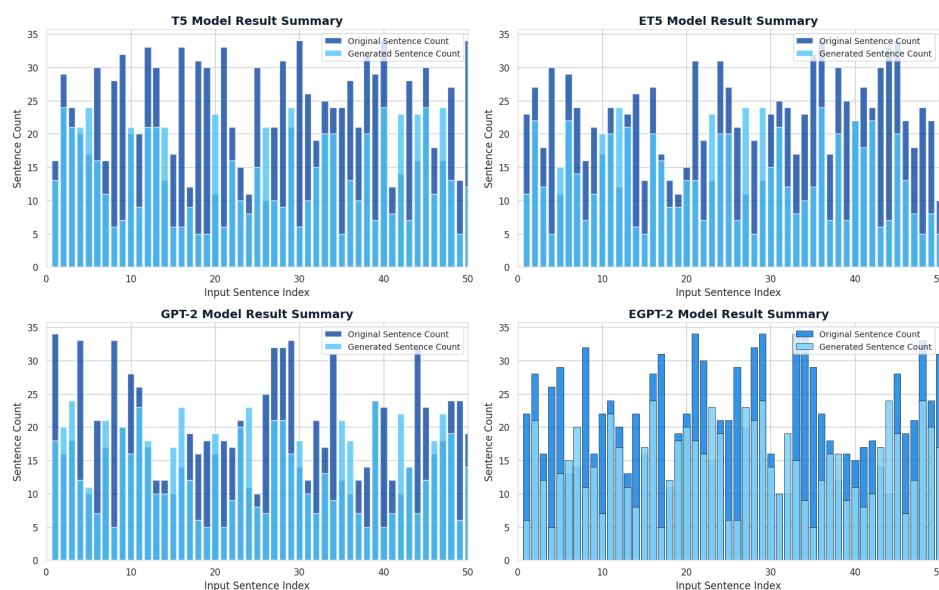 T5 Model Result Summary
Original Sentence Count
Generated Sentence Count
Sentence Count
35
30
25
20
15
10
5
0
0 10 20 30 40 50
Input Sentence Index
ET5 Model Result Summary
Original Sentence Count
Generated Sentence Count
Sentence Count
35
30
25
20
15
10
5
0
0 10 20 30 40
Input Sentence Index
GPT-2 Model Result Summary
Original Sentence Count
Generated Sentence Count
Sentence Count
35
30
25
20
15
10
5
0
0 10 20 30 40 50
Input Sentence Index
EGPT-2 Model Result Summary
Original Sentence Count
Generated Sentence Count
Sentence Count
35
30
25
20
15
10
5
0
0 10 20 30 40
Input Sentence Index